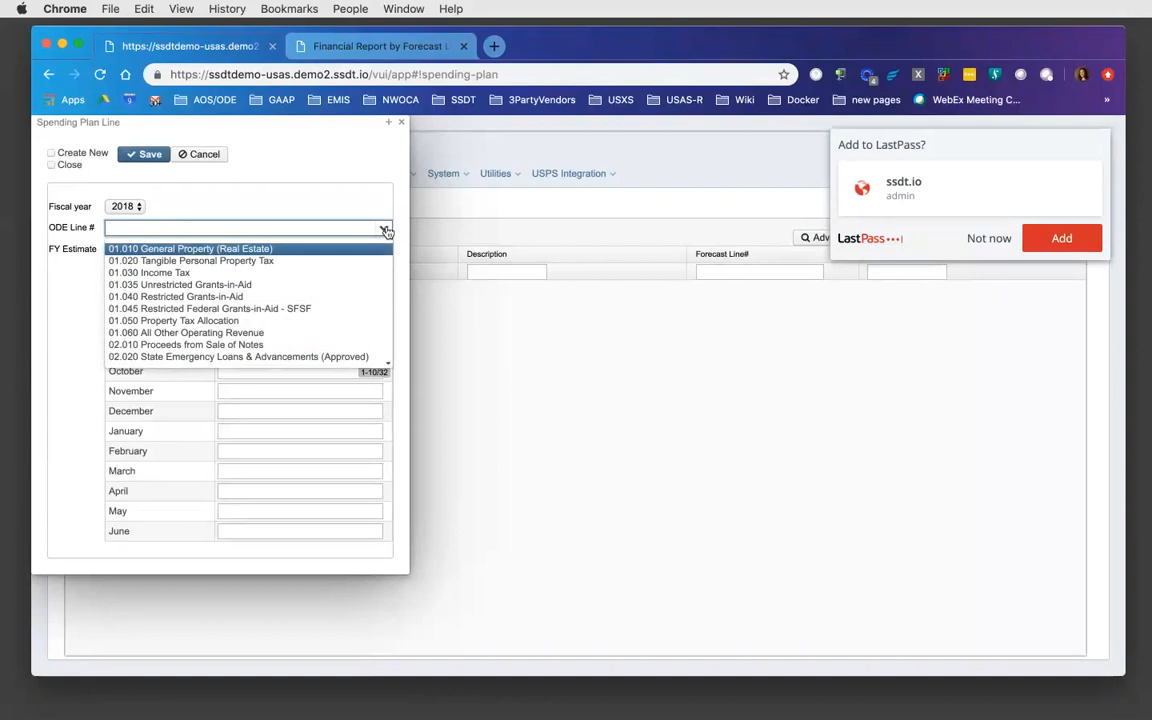 Chrome File Edit View History Bookmarks People Window Help
https://ssdtdemo-usas.demo2 Financial Report by Forecast L
https://ssdtdemo-usas.demo2.ssdt.io/vui/app#!spending-plan
Apps 9 AOS/ODE GAAP EMIS NWOCA SSDT 3PartyVendors USXS USAS-R Wiki Docker new pages WebEx Meeting C... »
Spending Plan Line
Create New
Close
Save Cancel
System Utilities USPS Integration
Add to LastPass?
ssdt.io
admin
LastPass Not now Add
Fiscal year 2018
ODE Line #
FY Estimate
01.010 General Property (Real Estate)
01.020 Tangible Personal Property Tax
01.030 Income Tax
01.035 Unrestricted Grants-in-Aid
01.040 Restricted Grants-in-Aid
01.045 Restricted Federal Grants-in-Aid - SFSF
01.050 Property Tax Allocation
01.060 All Other Operating Revenue
02.010 Proceeds from Sale of Notes
02.020 State Emergency Loans & Advancements (Approved)
1-10/32
October
November
December
January
February
March
April
May
June
Adv
Description Forecast Line#